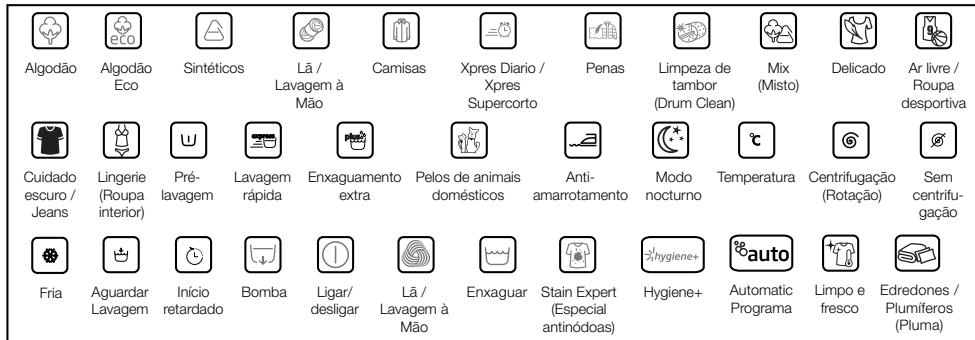 eco
9
Algodão
Algodão Eco
Sintéticos
Lã / Lavagem à Mão
Camisas
Xpres Diario / Xpres Supercorto
Penas
Limpeza de tambor (Drum Clean)
Mix (Misto)
Delicado
Ar livre / Roupa desportiva
express
plus
°C
Cuidado escuro / Jeans
Lingerie (Roupa interior)
Pré-lavagem
Lavagem rápida
Enxaguamento extra
Pelos de animais domésticos
Anti-amarrotamento
Modo nocturno
Temperatura
Centrifugação (Rotação)
Sem centrifu-gação
hygiene+
auto
Fria
Aguardar Lavagem
Início retardado
Bomba
Ligar/ desligar
Lã / Lavagem à Mão
Enxaguar
Stain Expert (Especial antinódoas)
Hygiene+
Automatic Programa
Limpo e fresco
Edredones / Plumíferos (Pluma)